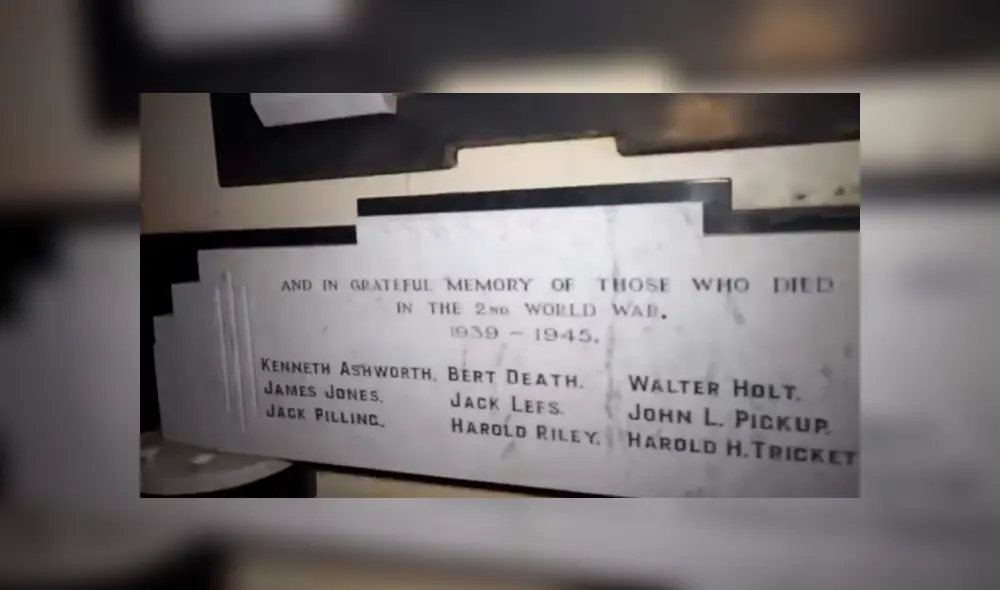 AND IN GRATEFUL MEMORY OF THOSE WHO DIED
IN THE 2ND WORLD WAR.
1939 – 1945.
KENNETH ASHWORTH. BERT DEATH. WALTER HOLT.
JAMES JONES. JACK LEES. JOHN L. PICKUP.
JACK PILLING. HAROLD RILEY. HAROLD H. TRICKET